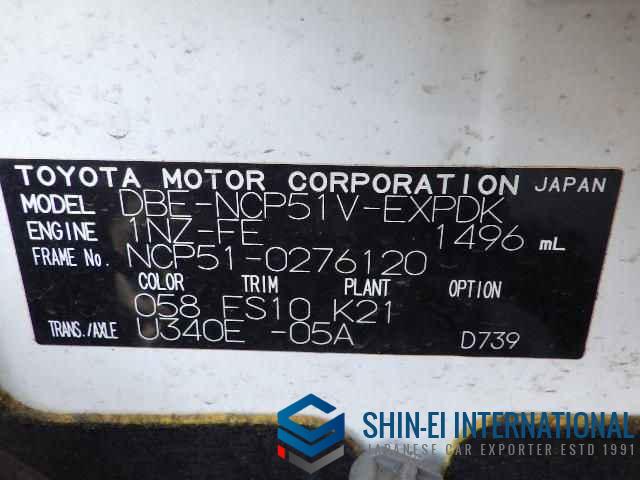 TOYOTA MOTOR CORPORATION JAPAN
MODEL DBE-NCP51V-EXPDK
ENGINE 1NZ-FE 1496 mL
FRAME No. NCP51-0276120
COLOR TRIM PLANT OPTION
058 FS10 K21
TRANS./AXLE U340E -05A D739
SHIN-EI INTERNATIONAL
JAPANESE CAR EXPORTER ESTD 1991